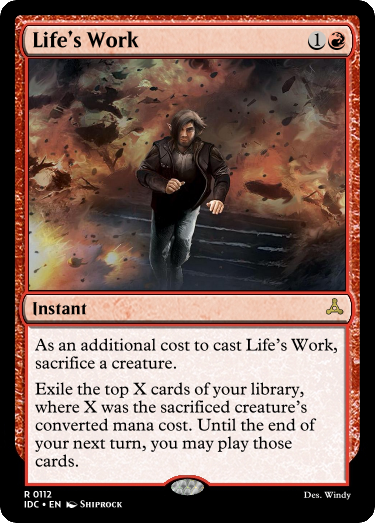 Life's Work 1
Instant
As an additional cost to cast Life's Work,
sacrifice a creature.
Exile the top X cards of your library,
where X was the sacrificed creature's
converted mana cost. Until the end of
your next turn, you may play those
cards.
R 0112
IDC • EN Shiprock
Des. Windy